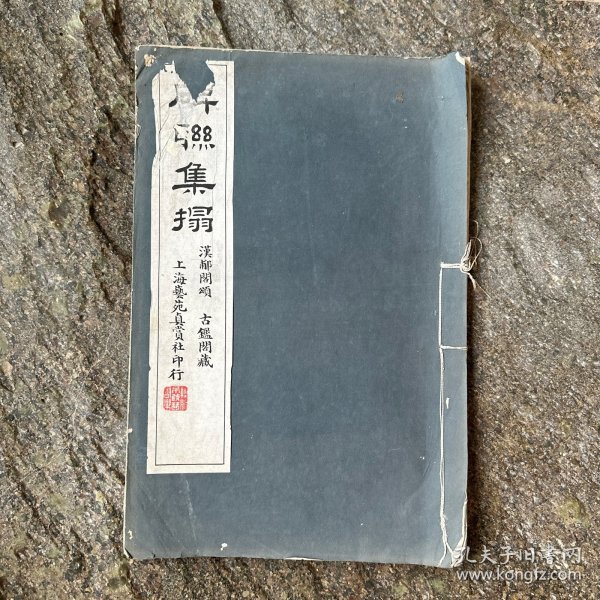 聯集搨
漢郙閣頌 古鑑閣藏
上海藝苑真賞社印行
孔夫子旧书网
www.kongfz.com